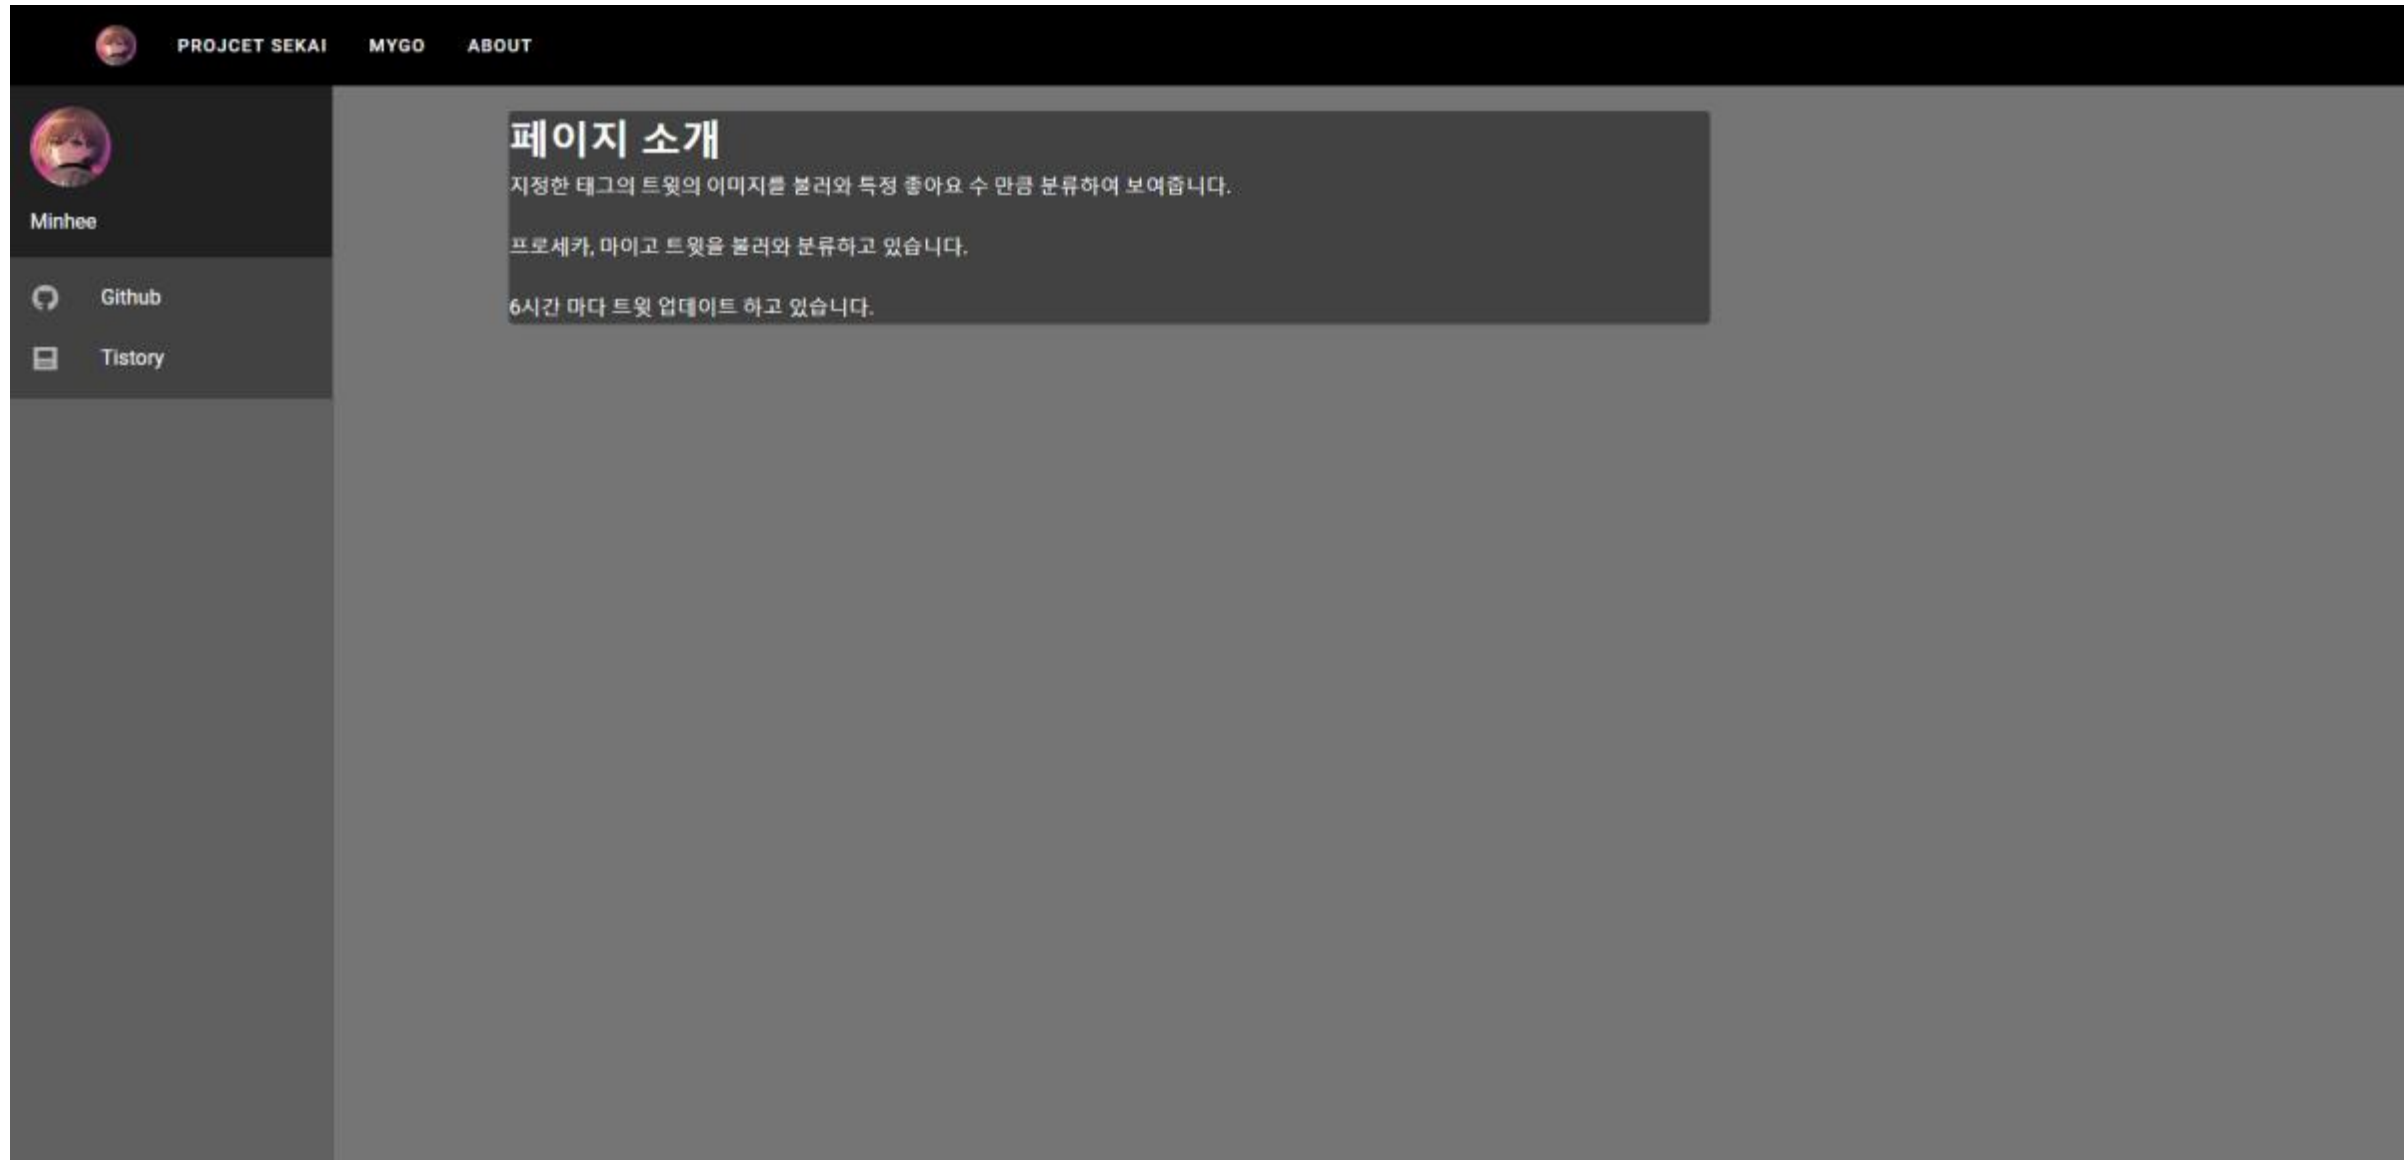 PROJCET SEKAI MYGO ABOUT
Minhee
Github
Tistory
페이지 소개
지정한 태그의 트윗의 이미지를 불러와 특정 좋아요 수 만큼 분류하여 보여줍니다.
프로세카, 마이고 트윗을 불러와 분류하고 있습니다.
6시간 마다 트윗 업데이트 하고 있습니다.